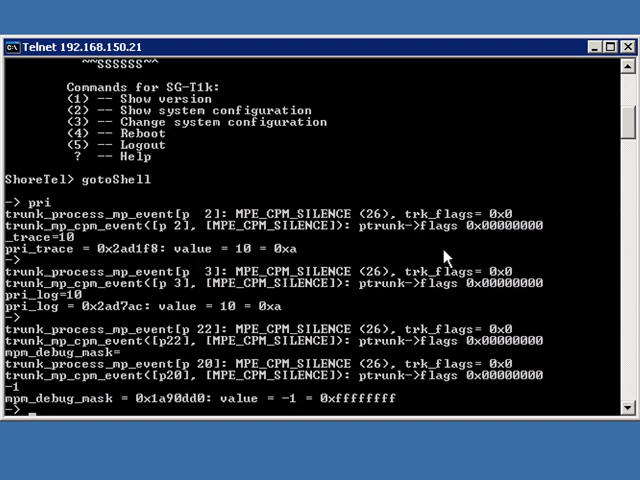 Telnet 192.168.150.21
^^SSSSSS^^
Commands for SG-T1k:
(1) -- Show version
(2) -- Show system configuration
(3) -- Change system configuration
(4) -- Reboot
(5) -- Logout
? -- Help
ShoreTel> gotoShell
-> pri
trunk_process_mp_event[p 2]: MPE_CPM_SILENCE (26), trk_flags= 0x0
trunk_mp_cpm_event([p 2], [MPE_CPM_SILENCE]): ptrunk->flags 0x00000000
_trace=10
pri_trace = 0x2ad1f8: value = 10 = 0xa
->
trunk_process_mp_event[p 3]: MPE_CPM_SILENCE (26), trk_flags= 0x0
trunk_mp_cpm_event([p 3], [MPE_CPM_SILENCE]): ptrunk->flags 0x00000000
pri_log=10
pri_log = 0x2ad7ac: value = 10 = 0xa
->
trunk_process_mp_event[p 22]: MPE_CPM_SILENCE (26), trk_flags= 0x0
trunk_mp_cpm_event([p22], [MPE_CPM_SILENCE]): ptrunk->flags 0x00000000
mpm_debug_mask=
trunk_process_mp_event[p 20]: MPE_CPM_SILENCE (26), trk_flags= 0x0
trunk_mp_cpm_event([p20], [MPE_CPM_SILENCE]): ptrunk->flags 0x00000000
-1
mpm_debug_mask = 0x1a90dd0: value = -1 = 0xffffffff
-> _